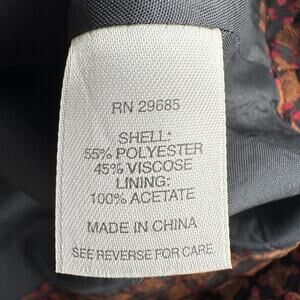 RN 29685
SHELL:
55% POLYESTER
45% VISCOSE
LINING:
100% ACETATE
MADE IN CHINA
SEE REVERSE FOR CARE